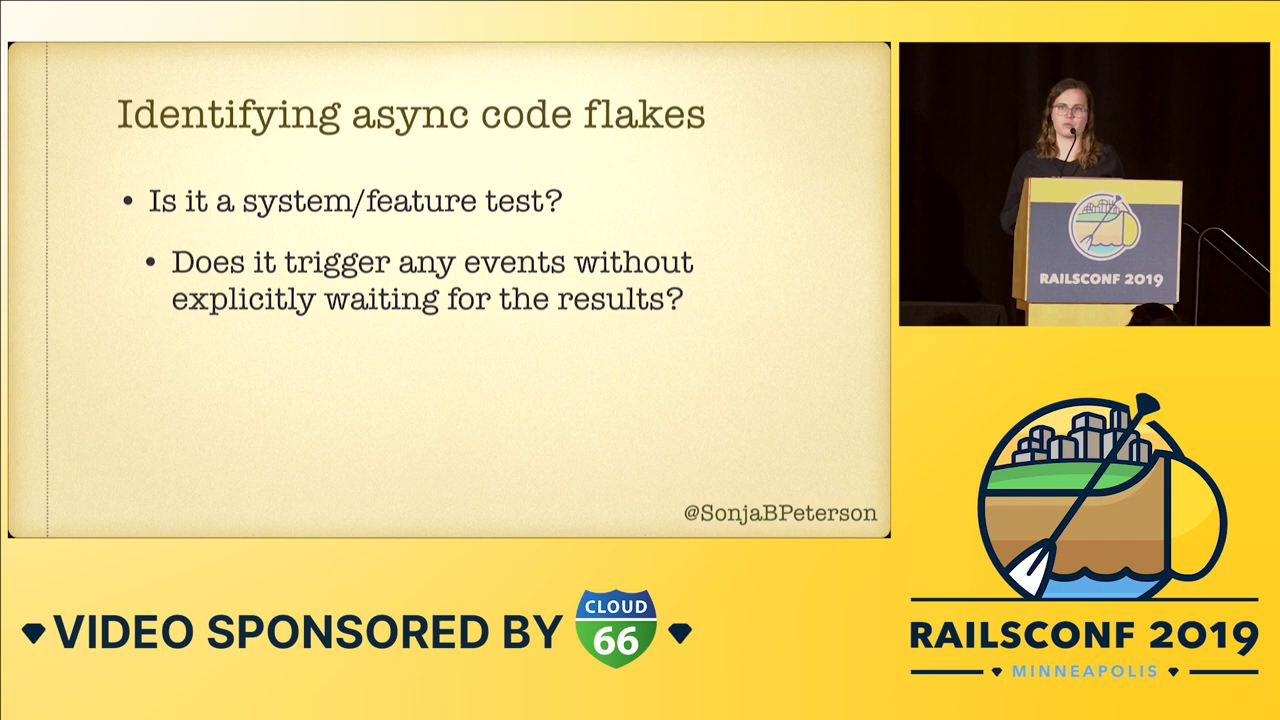 Identifying async code flakes
• Is it a system/feature test?
• Does it trigger any events without
explicitly waiting for the results?
@SonjaBPeterson
RAILSCONF 2019
VIDEO SPONSORED BY
CLOUD
66
RAILSCONF 2019
MINNEAPOLIS